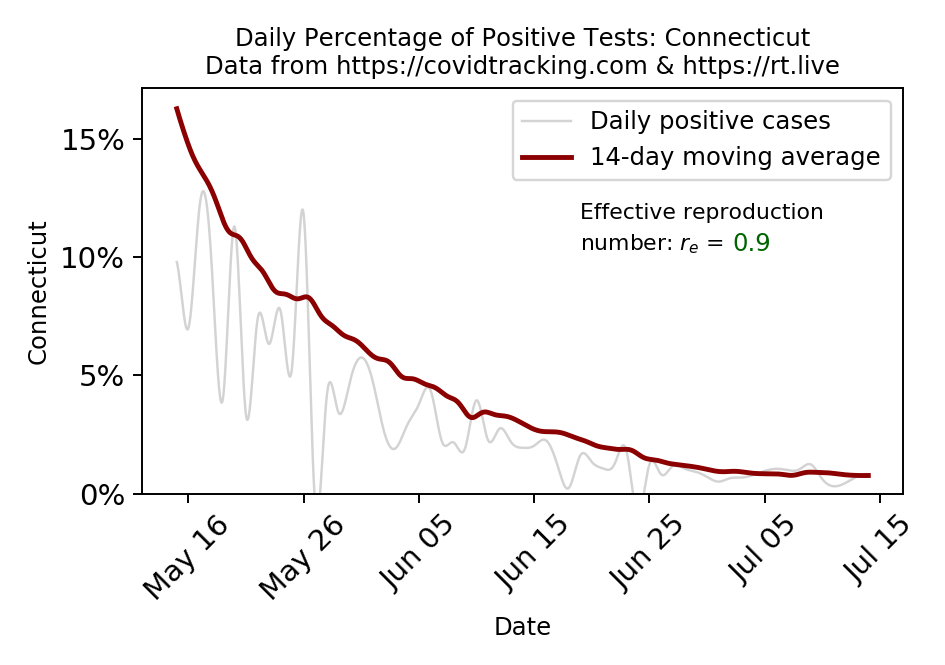 Daily Percentage of Positive Tests: Connecticut
Data from https://covidtracking.com & https://rt.live
Daily positive cases
14-day moving average
Effective reproduction
number: rₑ = 0.9
Connecticut
15%
10%
5%
0%
May 16
May 26
Jun 05
Jun 15
Jun 25
Jul 05
Jul 15
Date